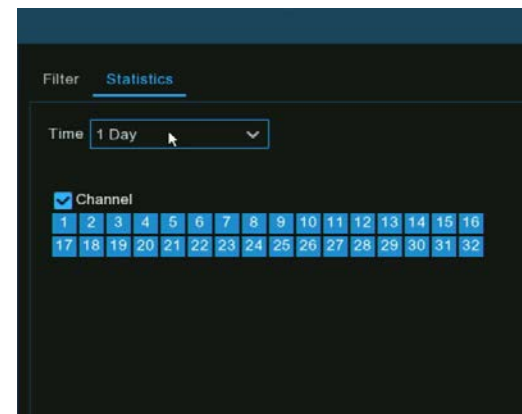 Filter Statistics
Time 1 Day
Channel
1 2 3 4 5 6 7 8 9 10 11 12 13 14 15 16
17 18 19 20 21 22 23 24 25 26 27 28 29 30 31 32